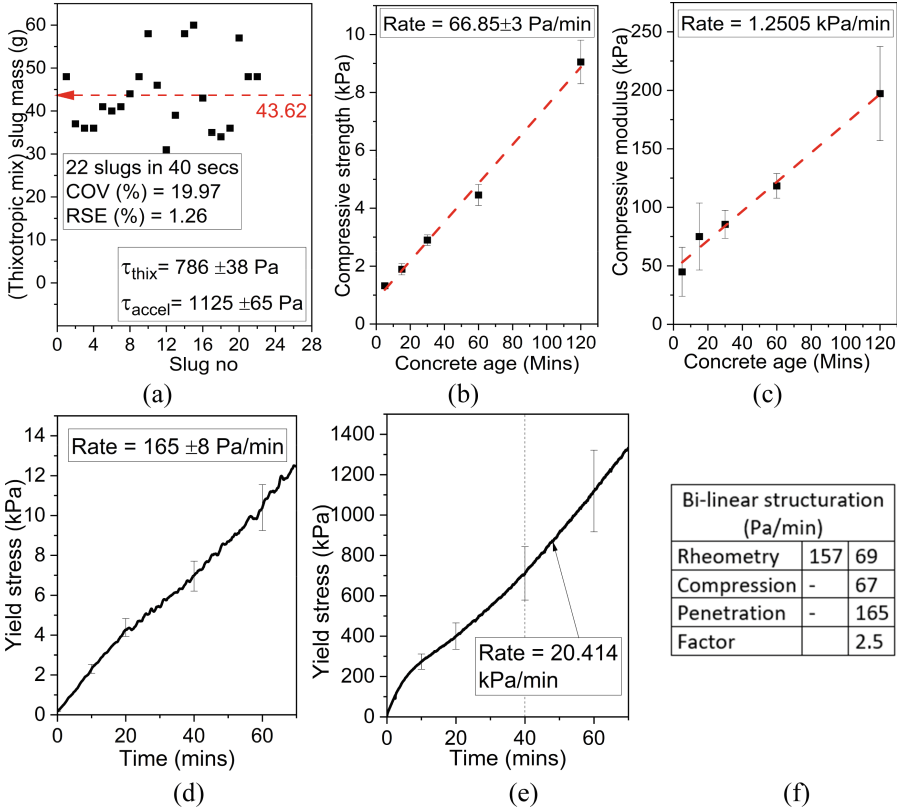 (Thixotropic mix) slug mass (g)
60
50
40
30
20
10
0
43.62
22 slugs in 40 secs
COV (%) = 19.97
RSE (%) = 1.26
τthix= 786 ±38 Pa
τaccel= 1125 ±65 Pa
0 4 8 12 16 20 24 28
Slug no
(a)
Compressive strength (kPa)
Rate = 66.85±3 Pa/min
10
8
6
4
2
0
0 20 40 60 80 100 120
Concrete age (Mins)
(b)
Compressive modulus (kPa)
Rate = 1.2505 kPa/min
250
200
150
100
50
0
0 20 40 60 80 100 120
Concrete age (Mins)
(c)
Yield stress (kPa)
Rate = 165 ±8 Pa/min
14
12
10
8
6
4
2
0
0 20 40 60
Time (mins)
(d)
Yield stress (kPa)
1400
1200
1000
800
600
400
200
0
Rate = 20.414
kPa/min
0 20 40 60
Time (mins)
(e)
Bi-linear structuration
(Pa/min)
Rheometry 157 69
Compression - 67
Penetration - 165
Factor 2.5
(f)